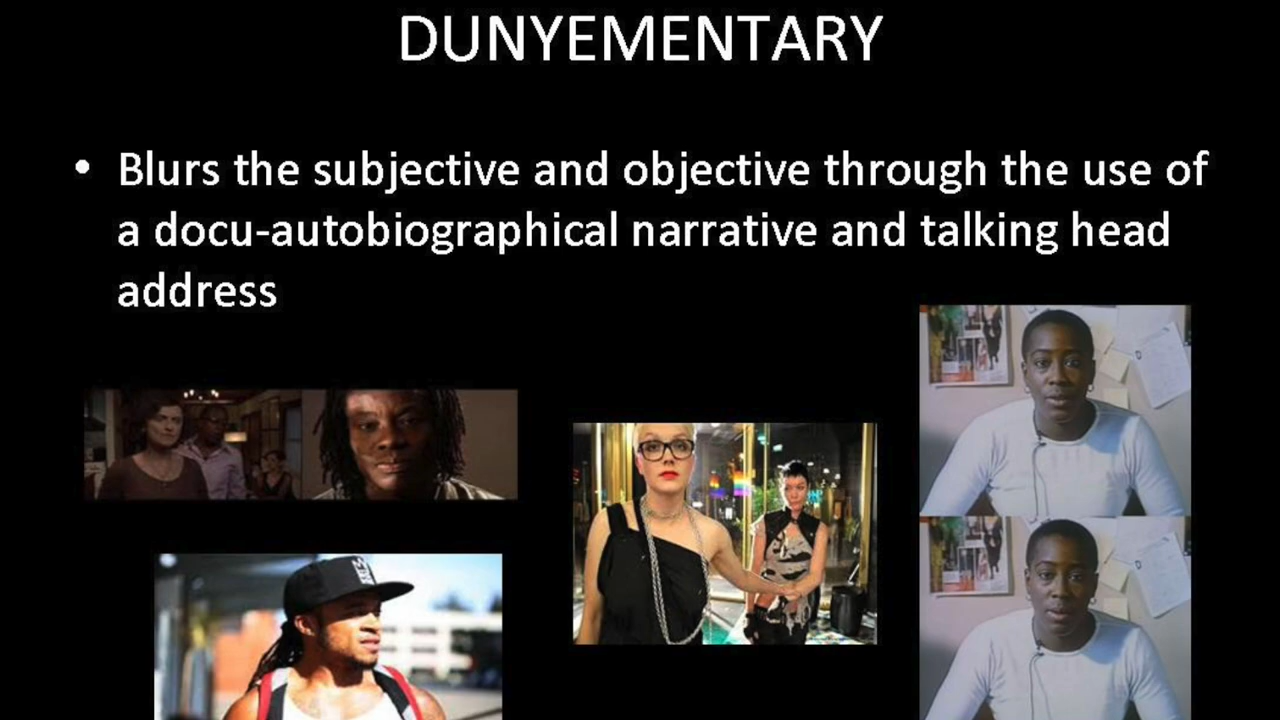 DUNYEMENTARY
• Blurs the subjective and objective through the use of
a docu-autobiographical narrative and talking head
address